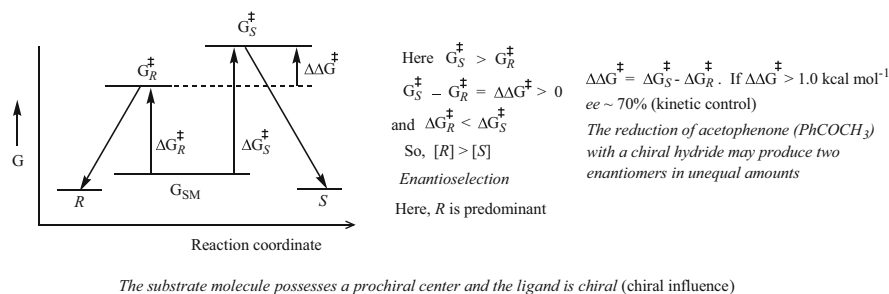 G‡S
G‡R
ΔΔG‡
G
ΔG‡R
ΔG‡S
R
GSM
S
Reaction coordinate
Here G‡S > G‡R
G‡S – G‡R = ΔΔG‡ > 0
and ΔG‡R < ΔG‡S
So, [R] > [S]
Enantioselection
Here, R is predominant
ΔΔG‡ = ΔG‡S - ΔG‡R . If ΔΔG‡ > 1.0 kcal mol-1
ee ~ 70% (kinetic control)
The reduction of acetophenone (PhCOCH3)
with a chiral hydride may produce two
enantiomers in unequal amounts
The substrate molecule possesses a prochiral center and the ligand is chiral (chiral influence)